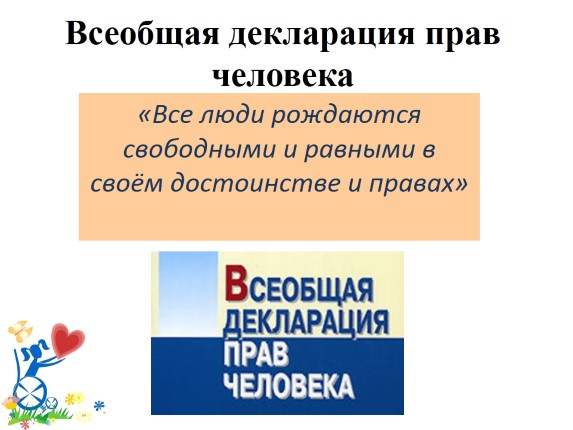 Всеобщая декларация прав
человека
«Все люди рождаются
свободными и равными в
своём достоинстве и правах»
ВСЕОБЩАЯ
ДЕКЛАРАЦИЯ
ПРАВ
ЧЕЛОВЕКА